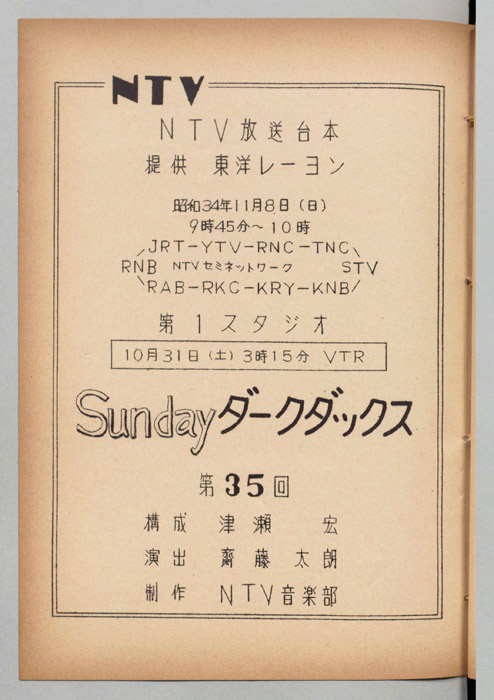 NTV
NTV放送台本
提供 東洋レーヨン
昭和34年11月8日(日)
9時45分~10時
JRT-YTV-RNC-TNC
RNB NTVセミネットワーク STV
RAB-RKC-KRY-KNB
第1スタジオ
10月31日(土)3時15分 VTR
Sundayダークダックス
第35回
構成 津瀬 宏
演出 齋藤太朗
制作 NTV音楽部